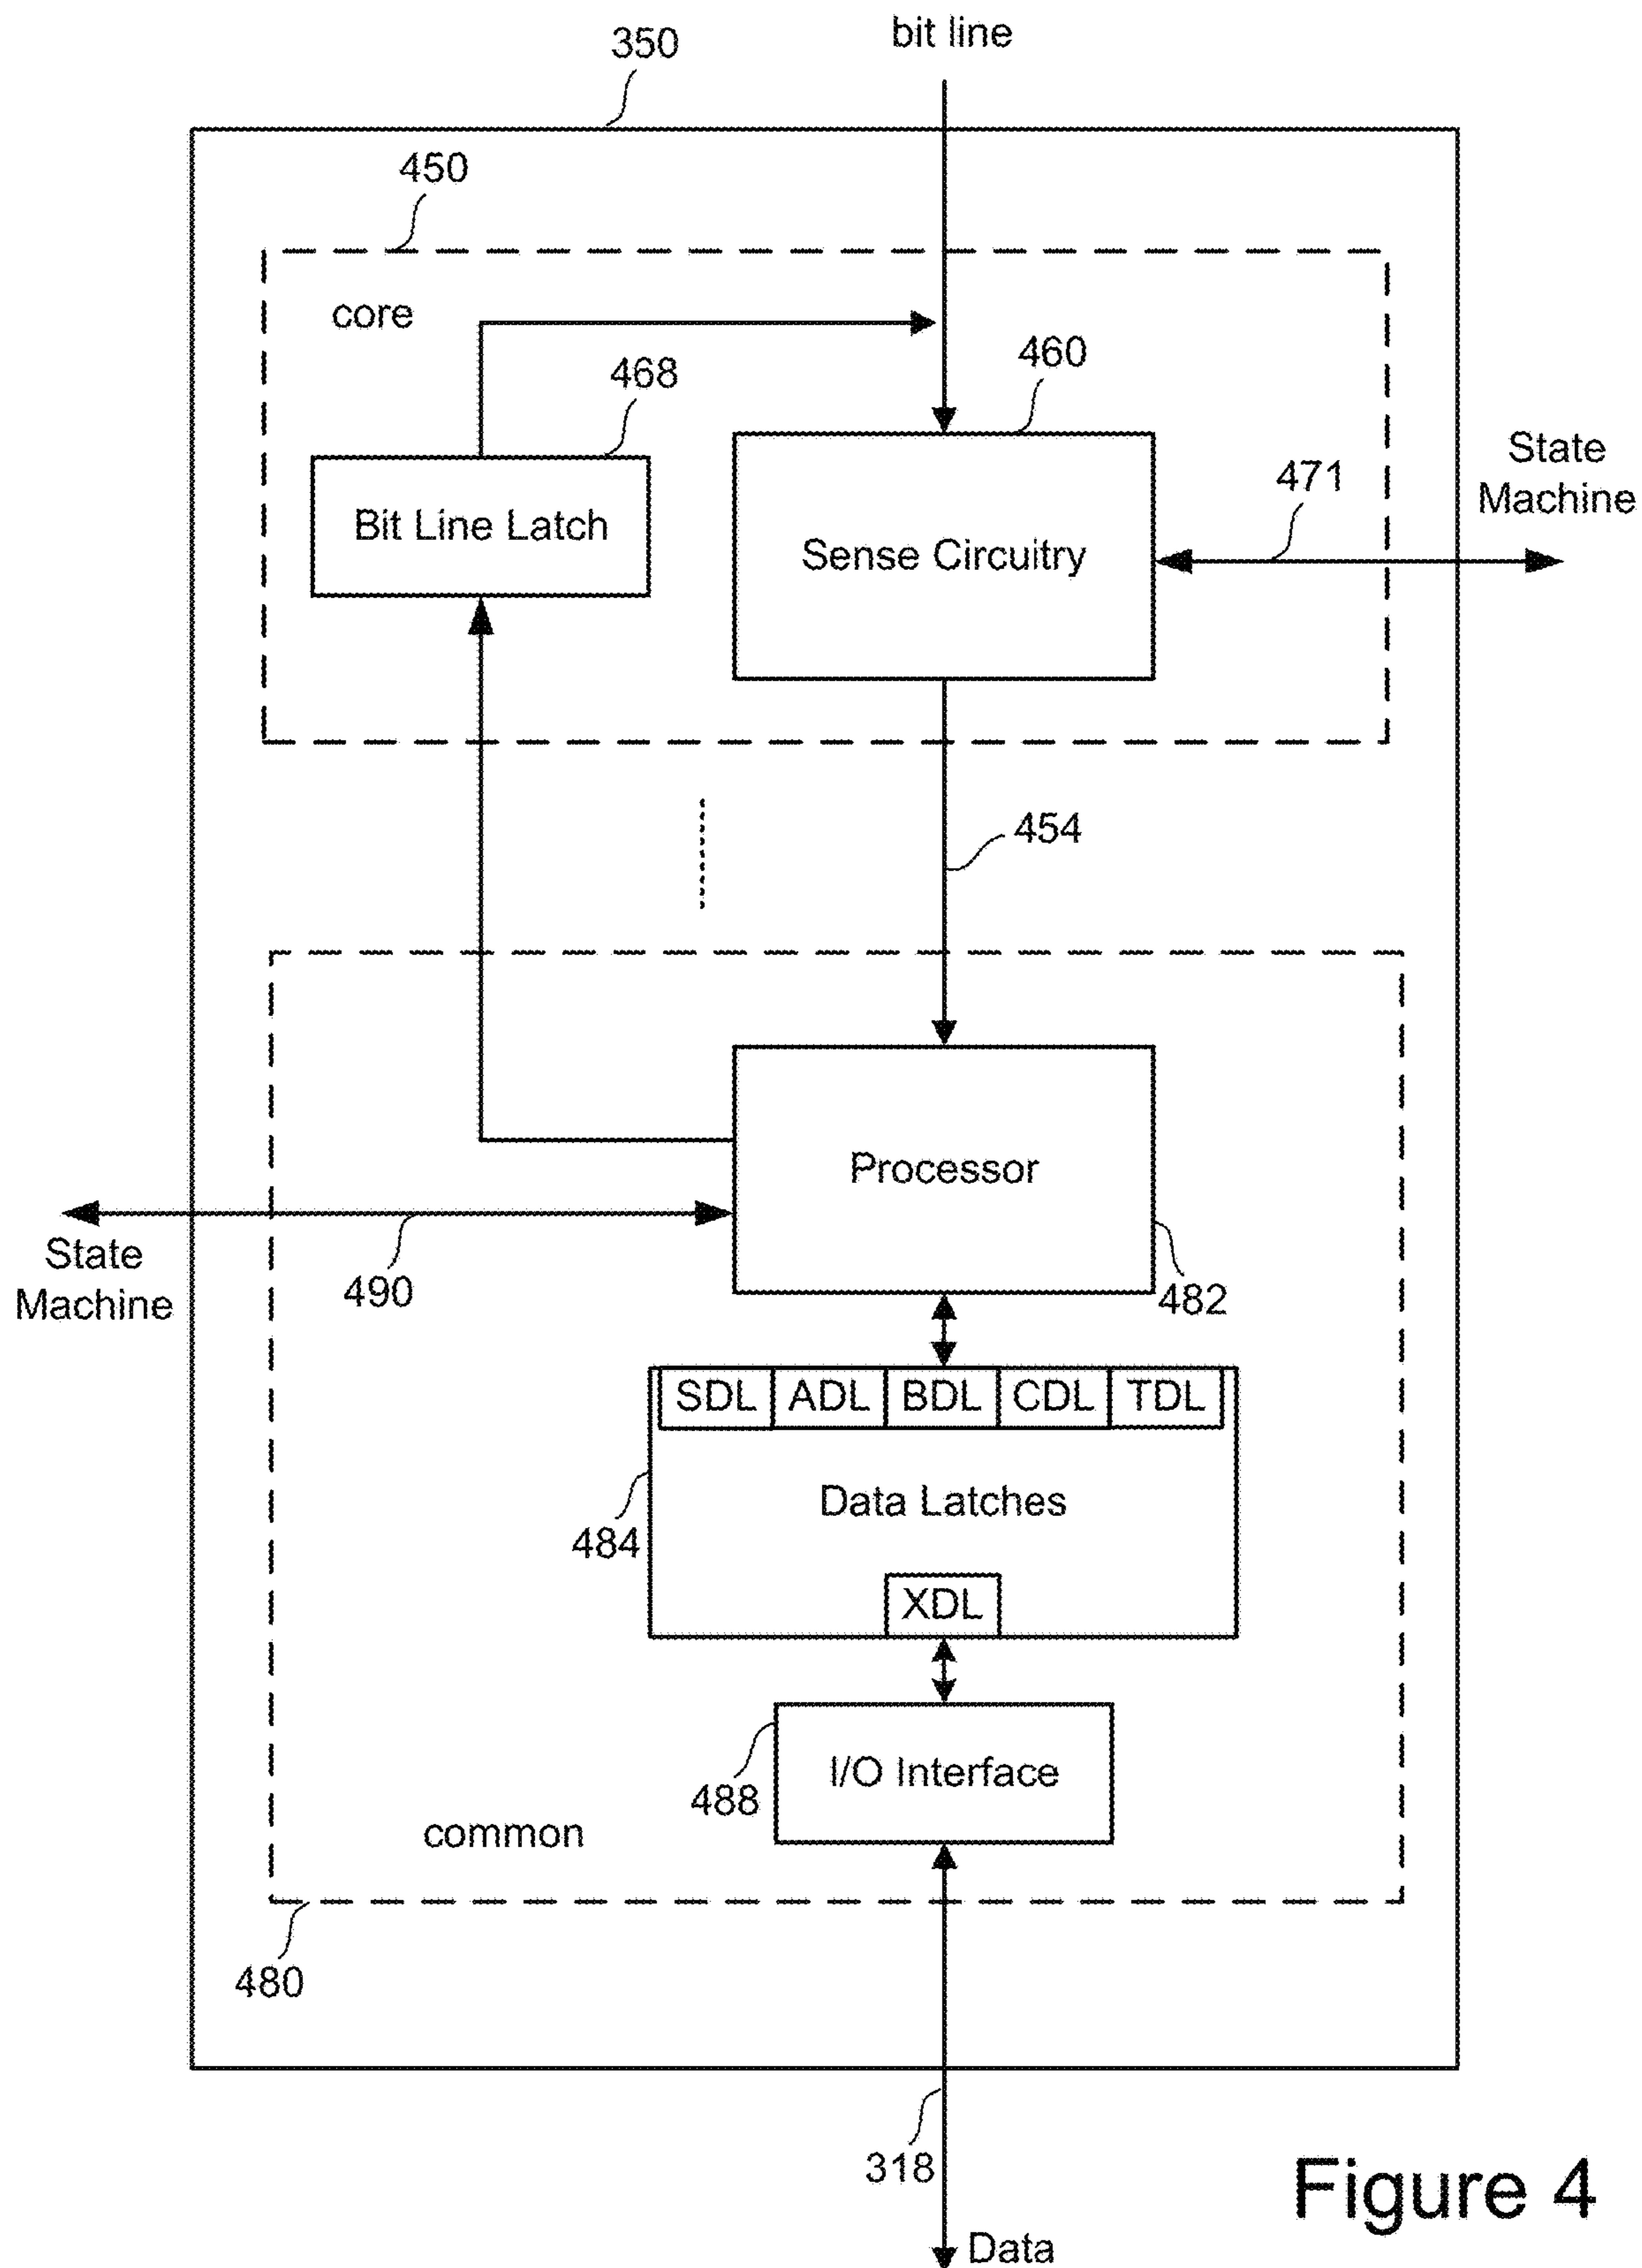 bit line
350
450
core
460
468
State
Machine
471
Bit Line Latch
Sense Circuitry
454
Processor
State
Machine
490
482
SDL ADL BDL CDL TDL
Data Latches
484
XDL
I/O Interface
488
common
480
318
Data
Figure 4